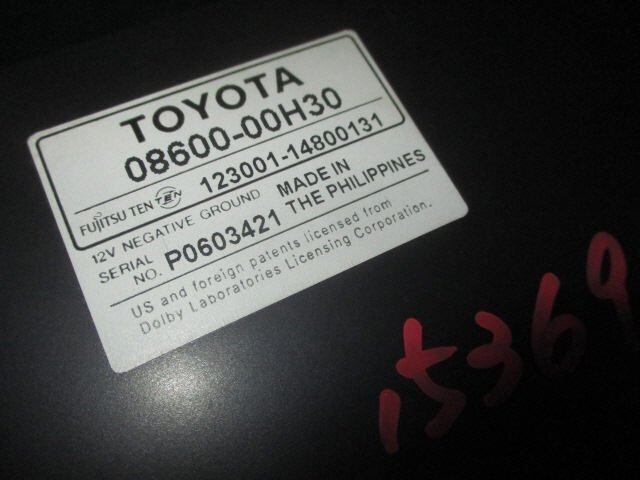 TOYOTA
08600-00H30
FUJITSU TEN TEN 123001-14800131
12V NEGATIVE GROUND MADE IN
SERIAL NO. P0603421 THE PHILIPPINES
US and foreign patents licensed from
Dolby Laboratories Licensing Corporation.
15369